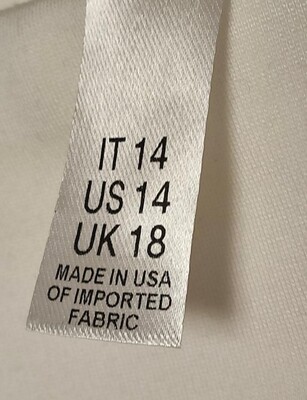 IT 14
US 14
UK 18
MADE IN USA
OF IMPORTED
FABRIC